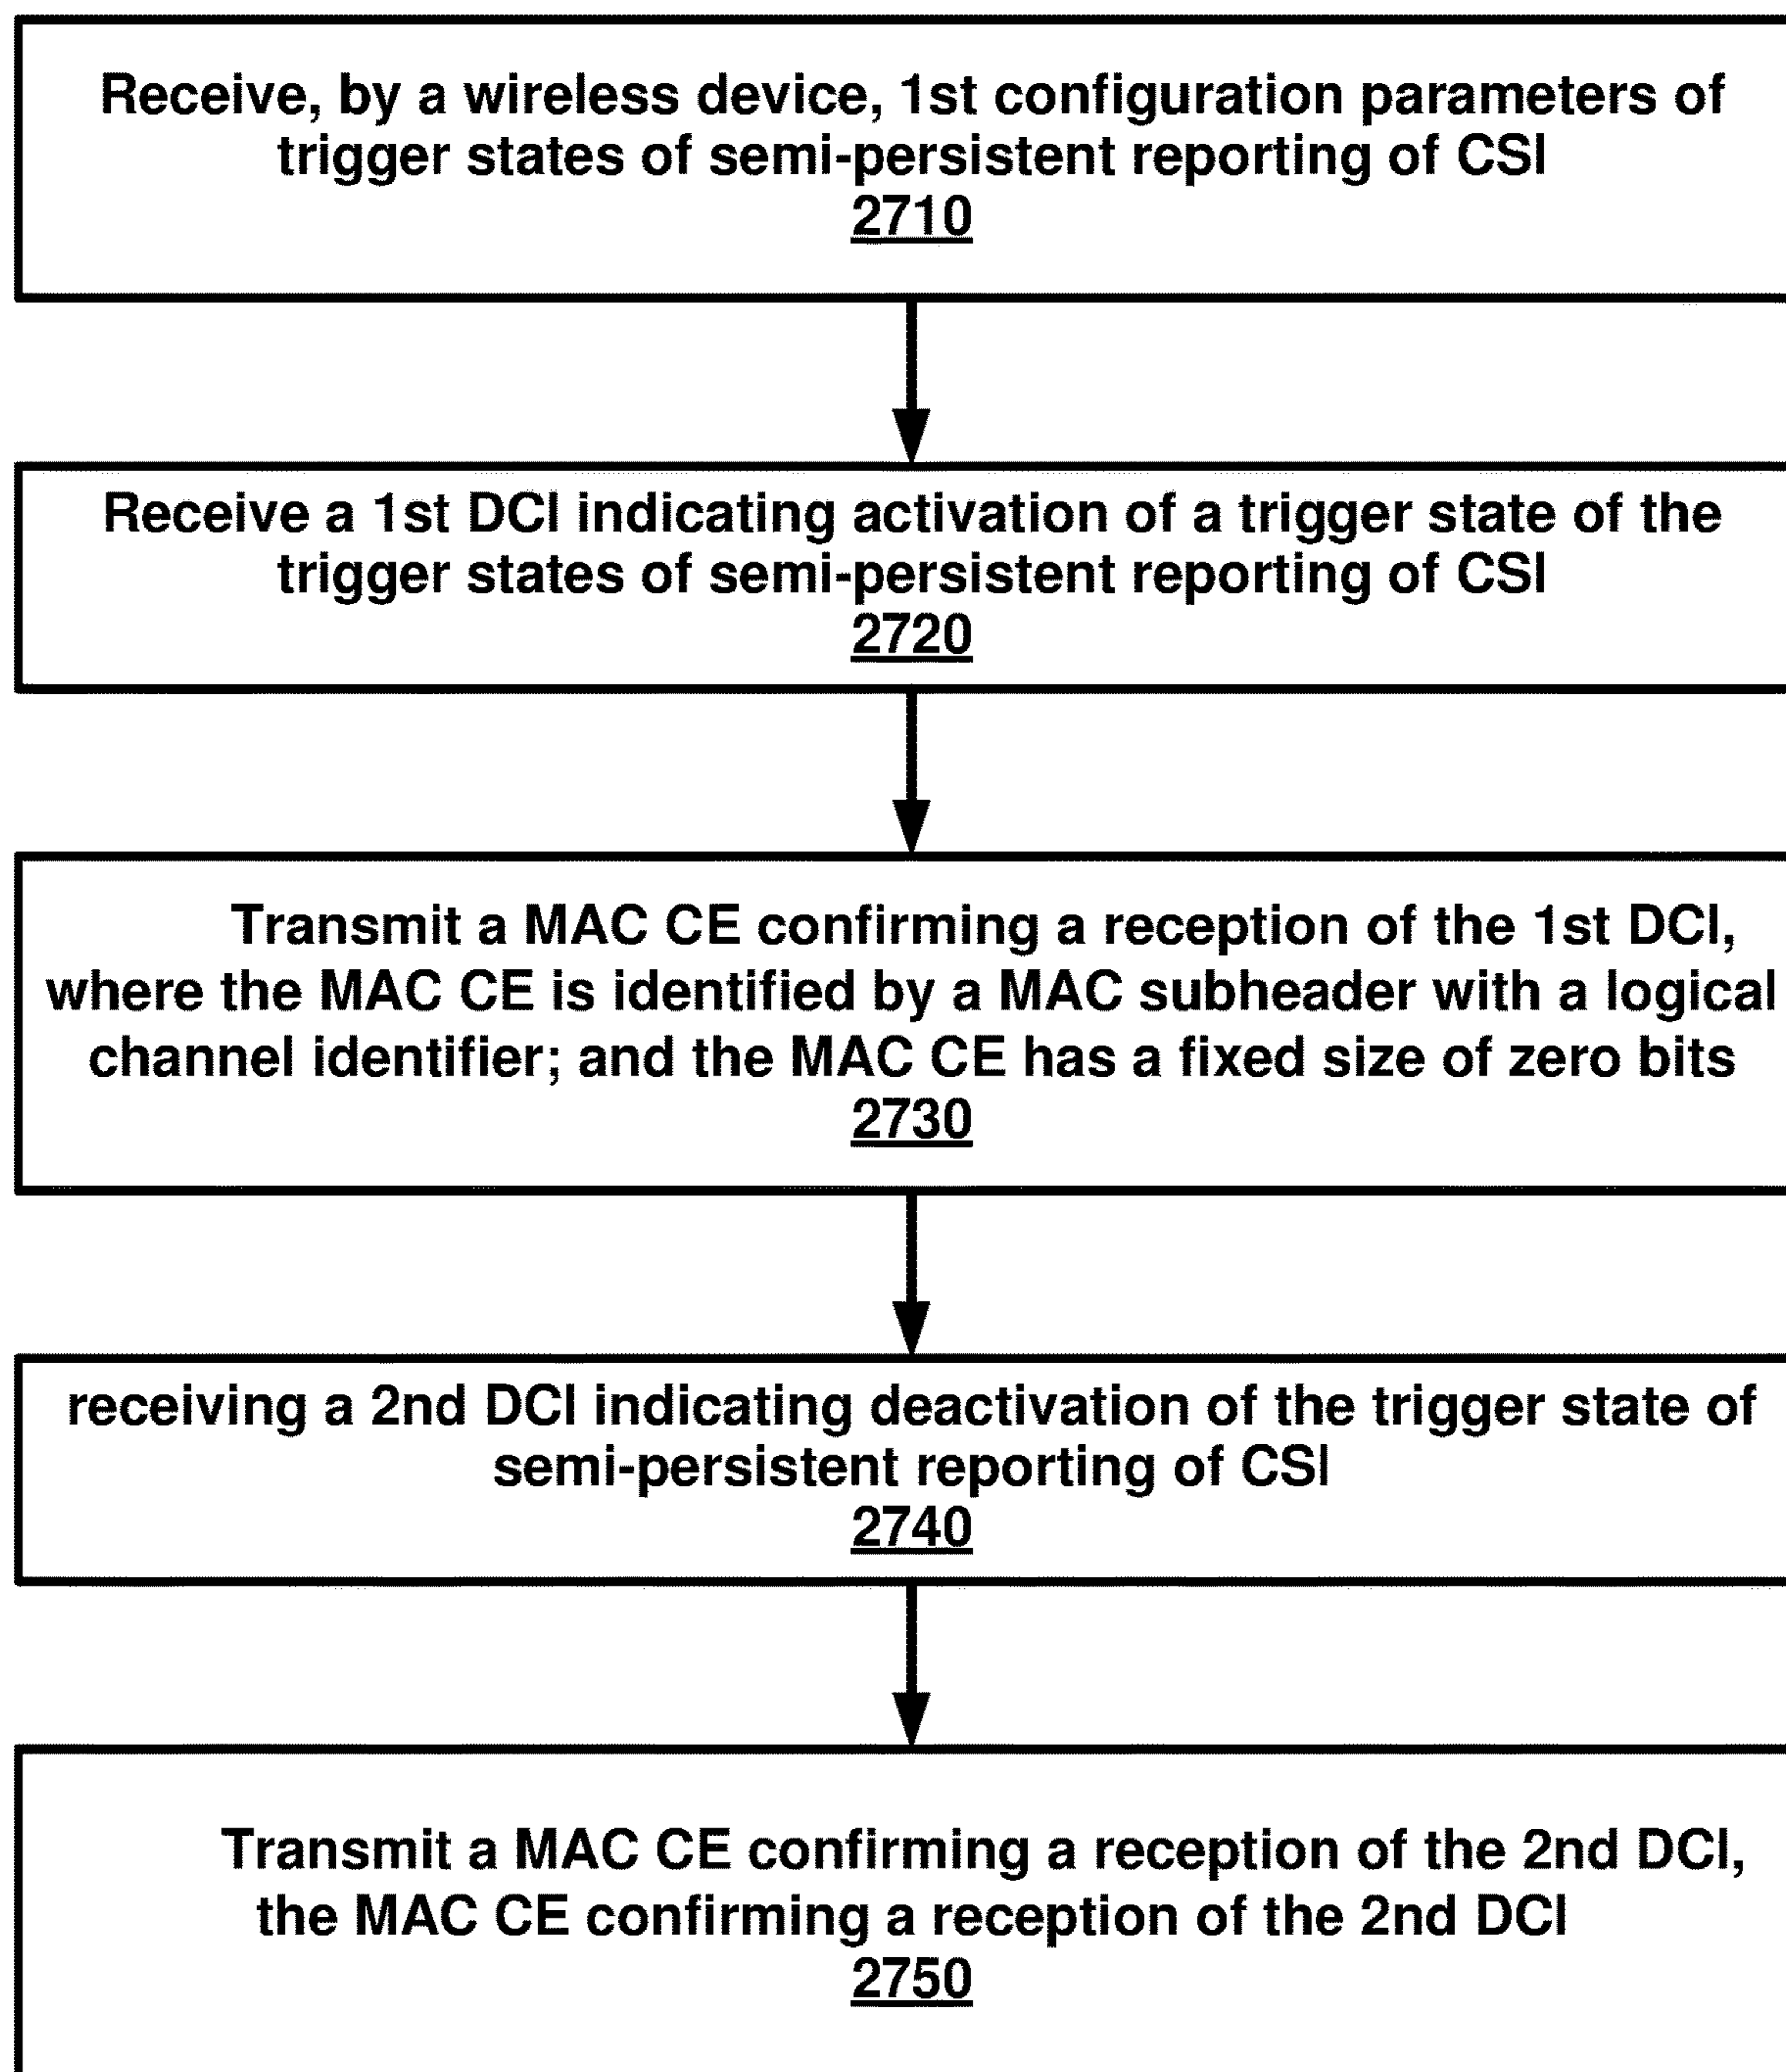 Receive, by a wireless device, 1st configuration parameters of
trigger states of semi-persistent reporting of CSI
2710
Receive a 1st DCI indicating activation of a trigger state of the
trigger states of semi-persistent reporting of CSI
2720
Transmit a MAC CE confirming a reception of the 1st DCI,
where the MAC CE is identified by a MAC subheader with a logical
channel identifier; and the MAC CE has a fixed size of zero bits
2730
receiving a 2nd DCI indicating deactivation of the trigger state of
semi-persistent reporting of CSI
2740
Transmit a MAC CE confirming a reception of the 2nd DCI,
the MAC CE confirming a reception of the 2nd DCI
2750